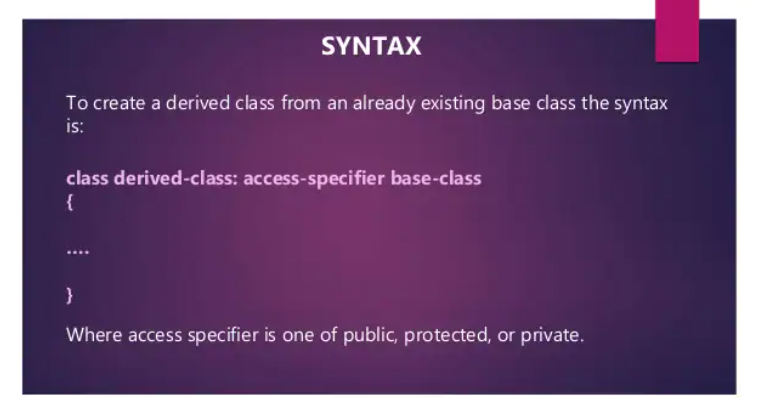 SYNTAX
To create a derived class from an already existing base class the syntax
is:
class derived-class: access-specifier base-class
{
....
}
Where access specifier is one of public, protected, or private.